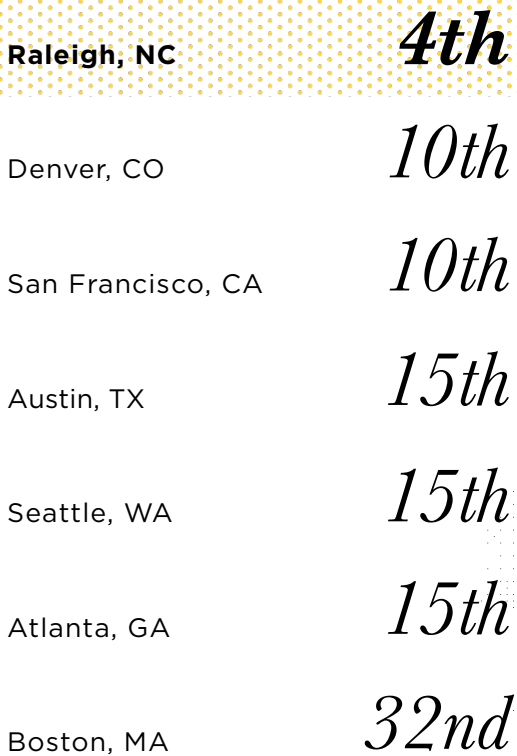 Raleigh, NC 4th
Denver, CO 10th
San Francisco, CA 10th
Austin, TX 15th
Seattle, WA 15th
Atlanta, GA 15th
Boston, MA 32nd